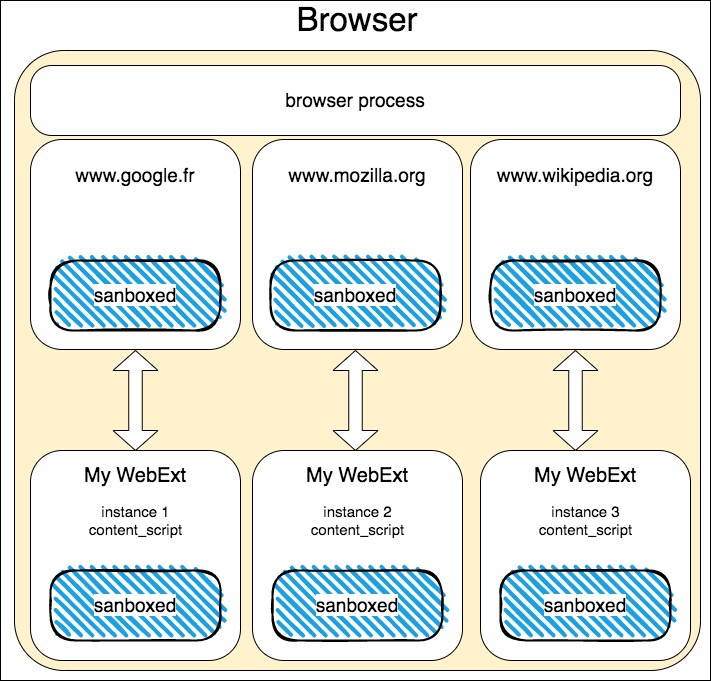 Browser
browser process
www.google.fr
www.mozilla.org
www.wikipedia.org
sanboxed
sanboxed
sanboxed
My WebExt
instance 1
content_script
My WebExt
instance 2
content_script
My WebExt
instance 3
content_script
sanboxed
sanboxed
sanboxed